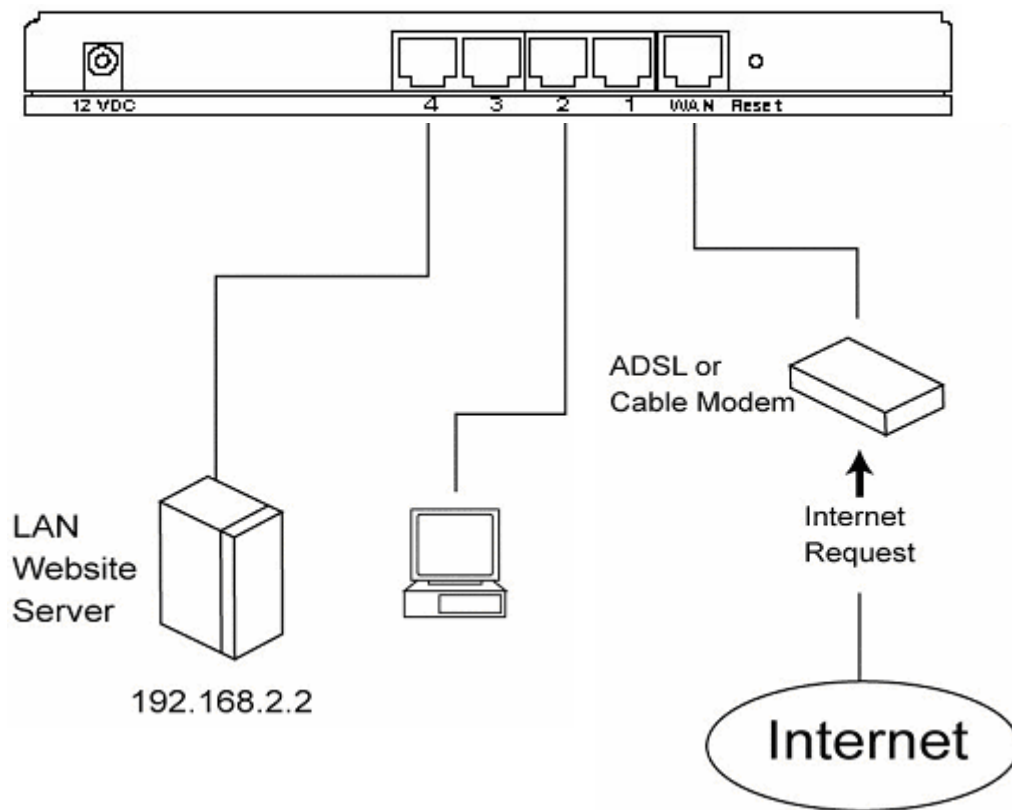 12 VDC 4 3 2 1 WAN Reset
ADSL or
Cable Modem
Internet
Request
LAN
Website
Server
192.168.2.2
Internet